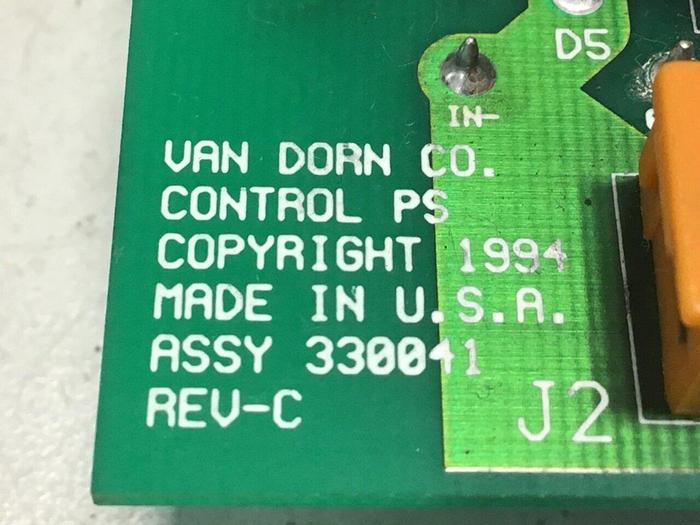 D5
IN-
VAN DORN CO.
CONTROL PS
COPYRIGHT 1994
MADE IN U.S.A.
ASSY 330041
REV-C
J2